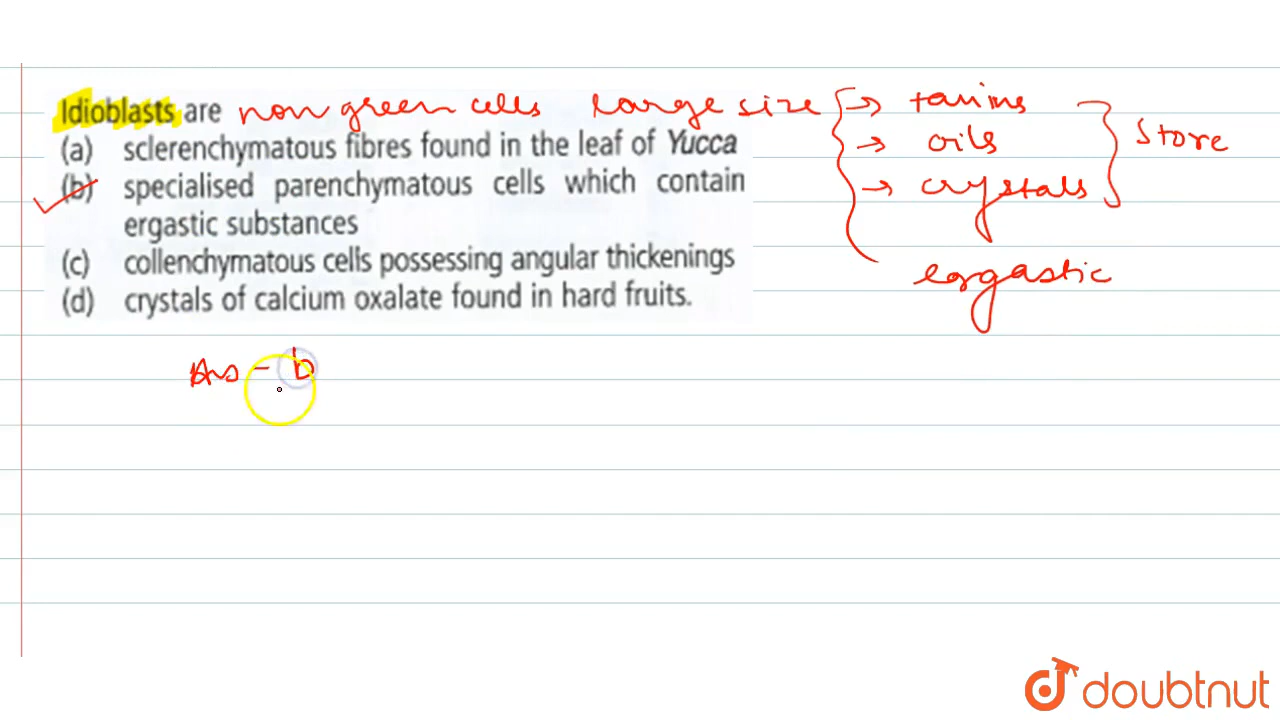 Idioblasts are non green cells large size → tanins
(a) sclerenchymatous fibres found in the leaf of Yucca → oils store
(b) specialised parenchymatous cells which contain → crystals
ergastic substances
(c) collenchymatous cells possessing angular thickenings ergastic
(d) crystals of calcium oxalate found in hard fruits.
Ans - b
doubtnut